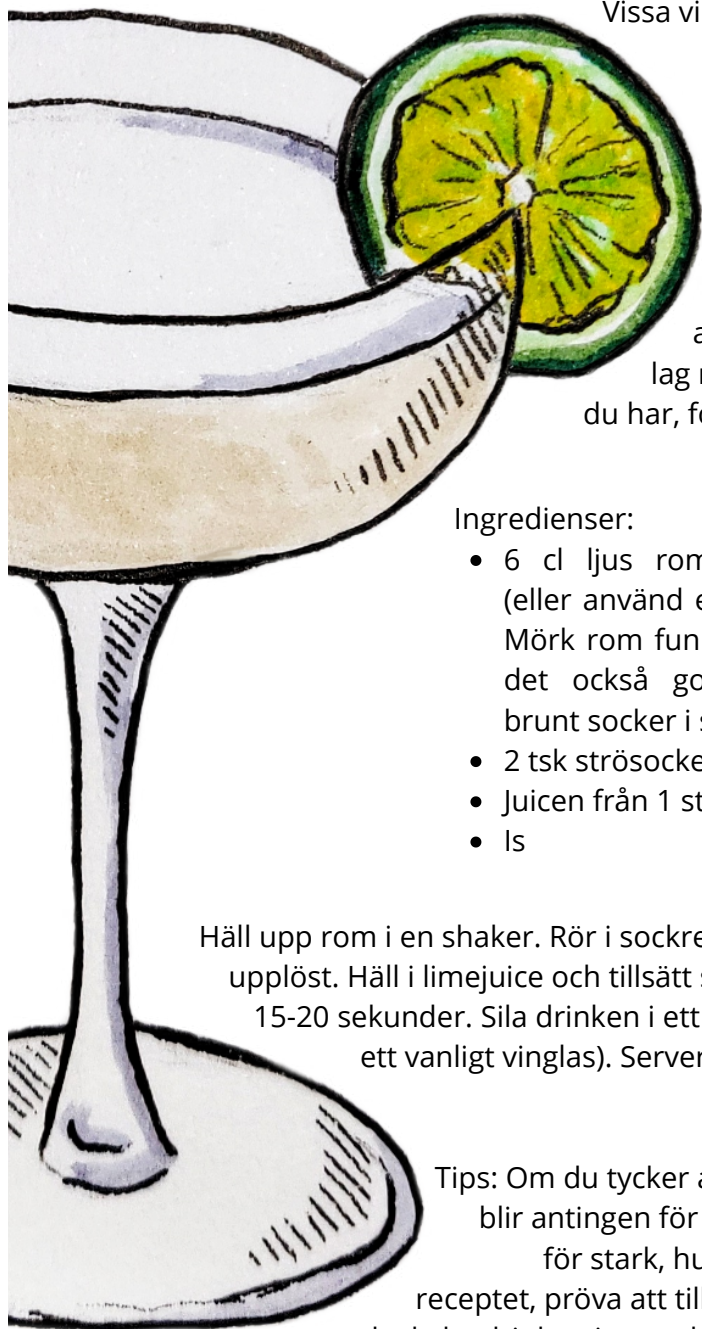 Vissa vi
a
lag
du har, fö
Ingredienser:
• 6 cl ljus rom
(eller använd e
Mörk rom fun
det också go
brunt socker i s
• 2 tsk strösocke
• Juicen från 1 st
• Is
Häll upp rom i en shaker. Rör i sockre
upplöst. Häll i limejuice och tillsätt s
15-20 sekunder. Sila drinken i ett
ett vanligt vinglas). Server
Tips: Om du tycker a
blir antingen för
för stark, hu
receptet, pröva att till